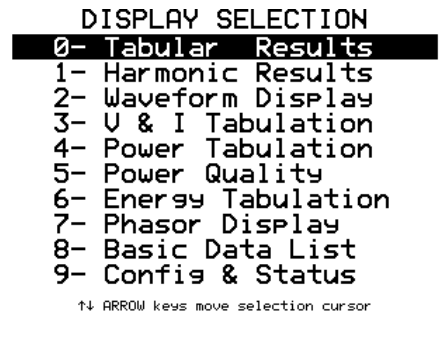 DISPLAY SELECTION
0- Tabular Results
1- Harmonic Results
2- Waveform Display
3- V & I Tabulation
4- Power Tabulation
5- Power Quality
6- Energy Tabulation
7- Phasor Display
8- Basic Data List
9- Config & Status
↑↓ ARROW keys move selection cursor